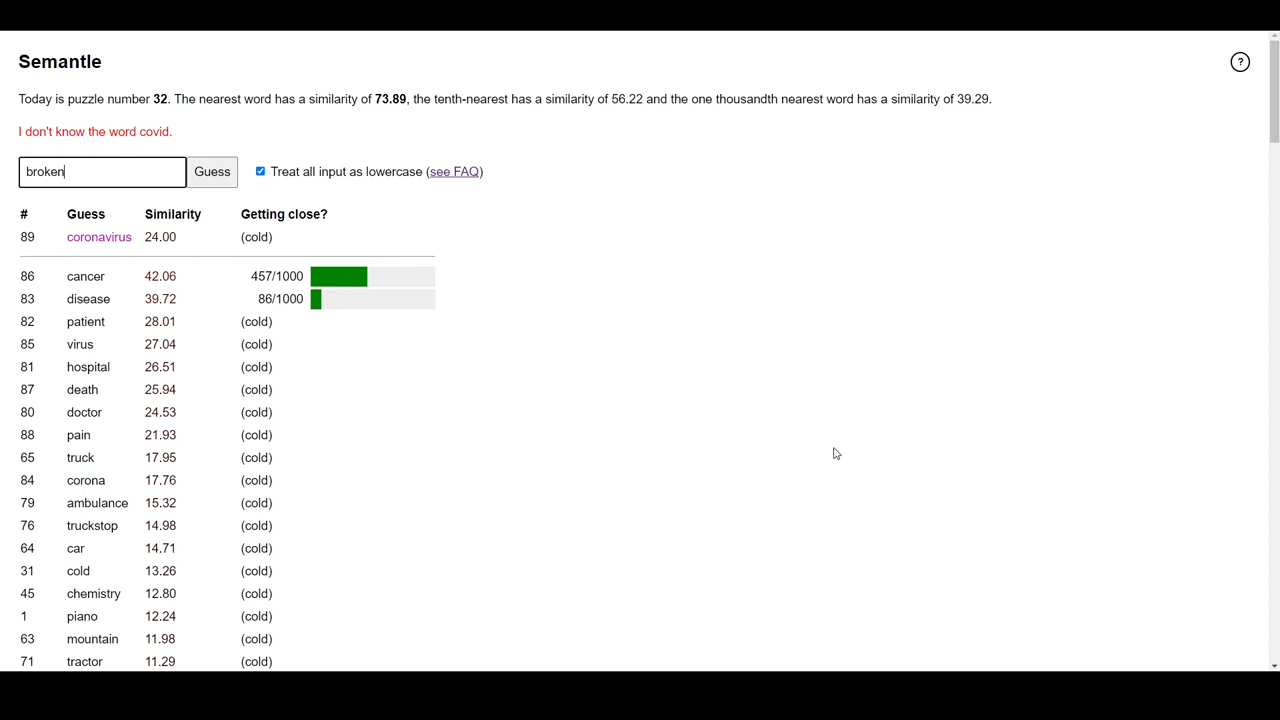 Semantle
?
Today is puzzle number 32. The nearest word has a similarity of 73.89, the tenth-nearest has a similarity of 56.22 and the one thousandth nearest word has a similarity of 39.29.
I don't know the word covid.
broken Guess Treat all input as lowercase (see FAQ)
# Guess Similarity Getting close?
89 coronavirus 24.00 (cold)
86 cancer 42.06 457/1000
83 disease 39.72 86/1000
82 patient 28.01 (cold)
85 virus 27.04 (cold)
81 hospital 26.51 (cold)
87 death 25.94 (cold)
80 doctor 24.53 (cold)
88 pain 21.93 (cold)
65 truck 17.95 (cold)
84 corona 17.76 (cold)
79 ambulance 15.32 (cold)
76 truckstop 14.98 (cold)
64 car 14.71 (cold)
31 cold 13.26 (cold)
45 chemistry 12.80 (cold)
1 piano 12.24 (cold)
63 mountain 11.98 (cold)
71 tractor 11.29 (cold)